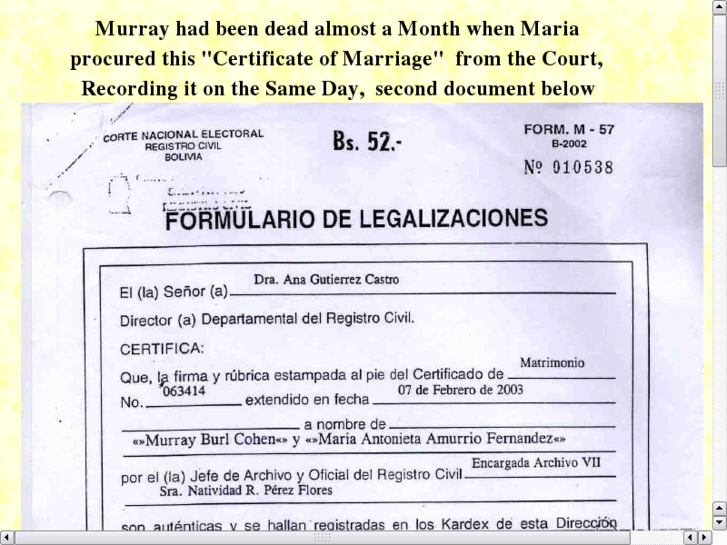 Murray had been dead almost a Month when Maria
procured this "Certificate of Marriage" from the Court,
Recording it on the Same Day, second document below
CORTE NACIONAL ELECTORAL
REGISTRO CIVIL
BOLIVIA
Bs. 52.-
FORM. M - 57
B-2002
Nº 010538
FORMULARIO DE LEGALIZACIONES
El (la) Señor (a) Dra. Ana Gutierrez Castro
Director (a) Departamental del Registro Civil.
CERTIFICA:
Que, la firma y rúbrica estampada al pie del Certificado de Matrimonio
No. 063414 extendido en fecha 07 de Febrero de 2003
a nombre de
«»Murray Burl Cohen«» y «»Maria Antonieta Amurrio Fernandez«»
por el (la) Jefe de Archivo y Oficial del Registro Civil Encargada Archivo VII
Sra. Natividad R. Pérez Flores
son auténticas y se hallan registradas en los Kardex de esta Dirección